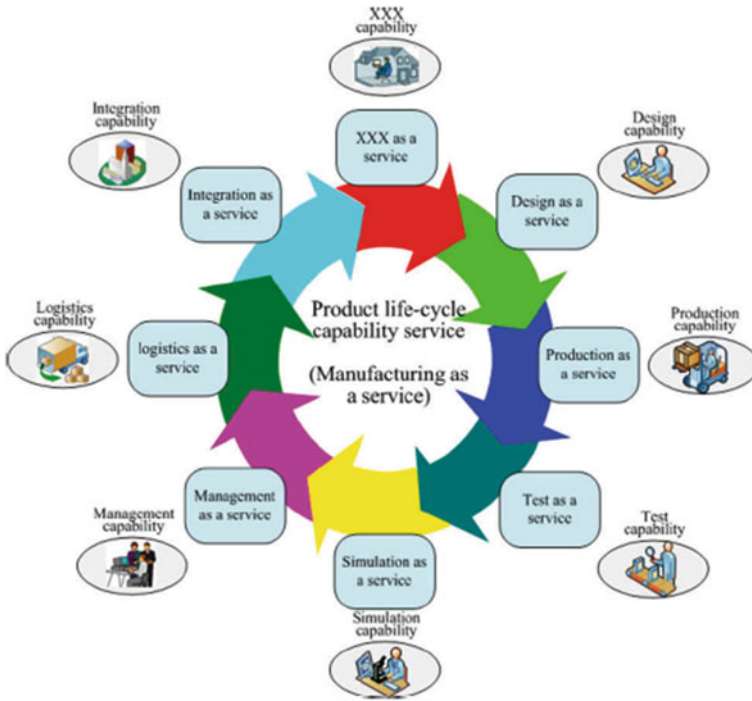 XXX
capability
XXX as a
service
Integration
capability
Integration as
a service
Design
capability
Design as a
service
Product life-cycle
capability service
(Manufacturing as
a service)
Logistics
capability
logistics as a
service
Production
capability
Production as
a service
Management
capability
Management
as a service
Test as a
service
Test
capability
Simulation as
a service
Simulation
capability